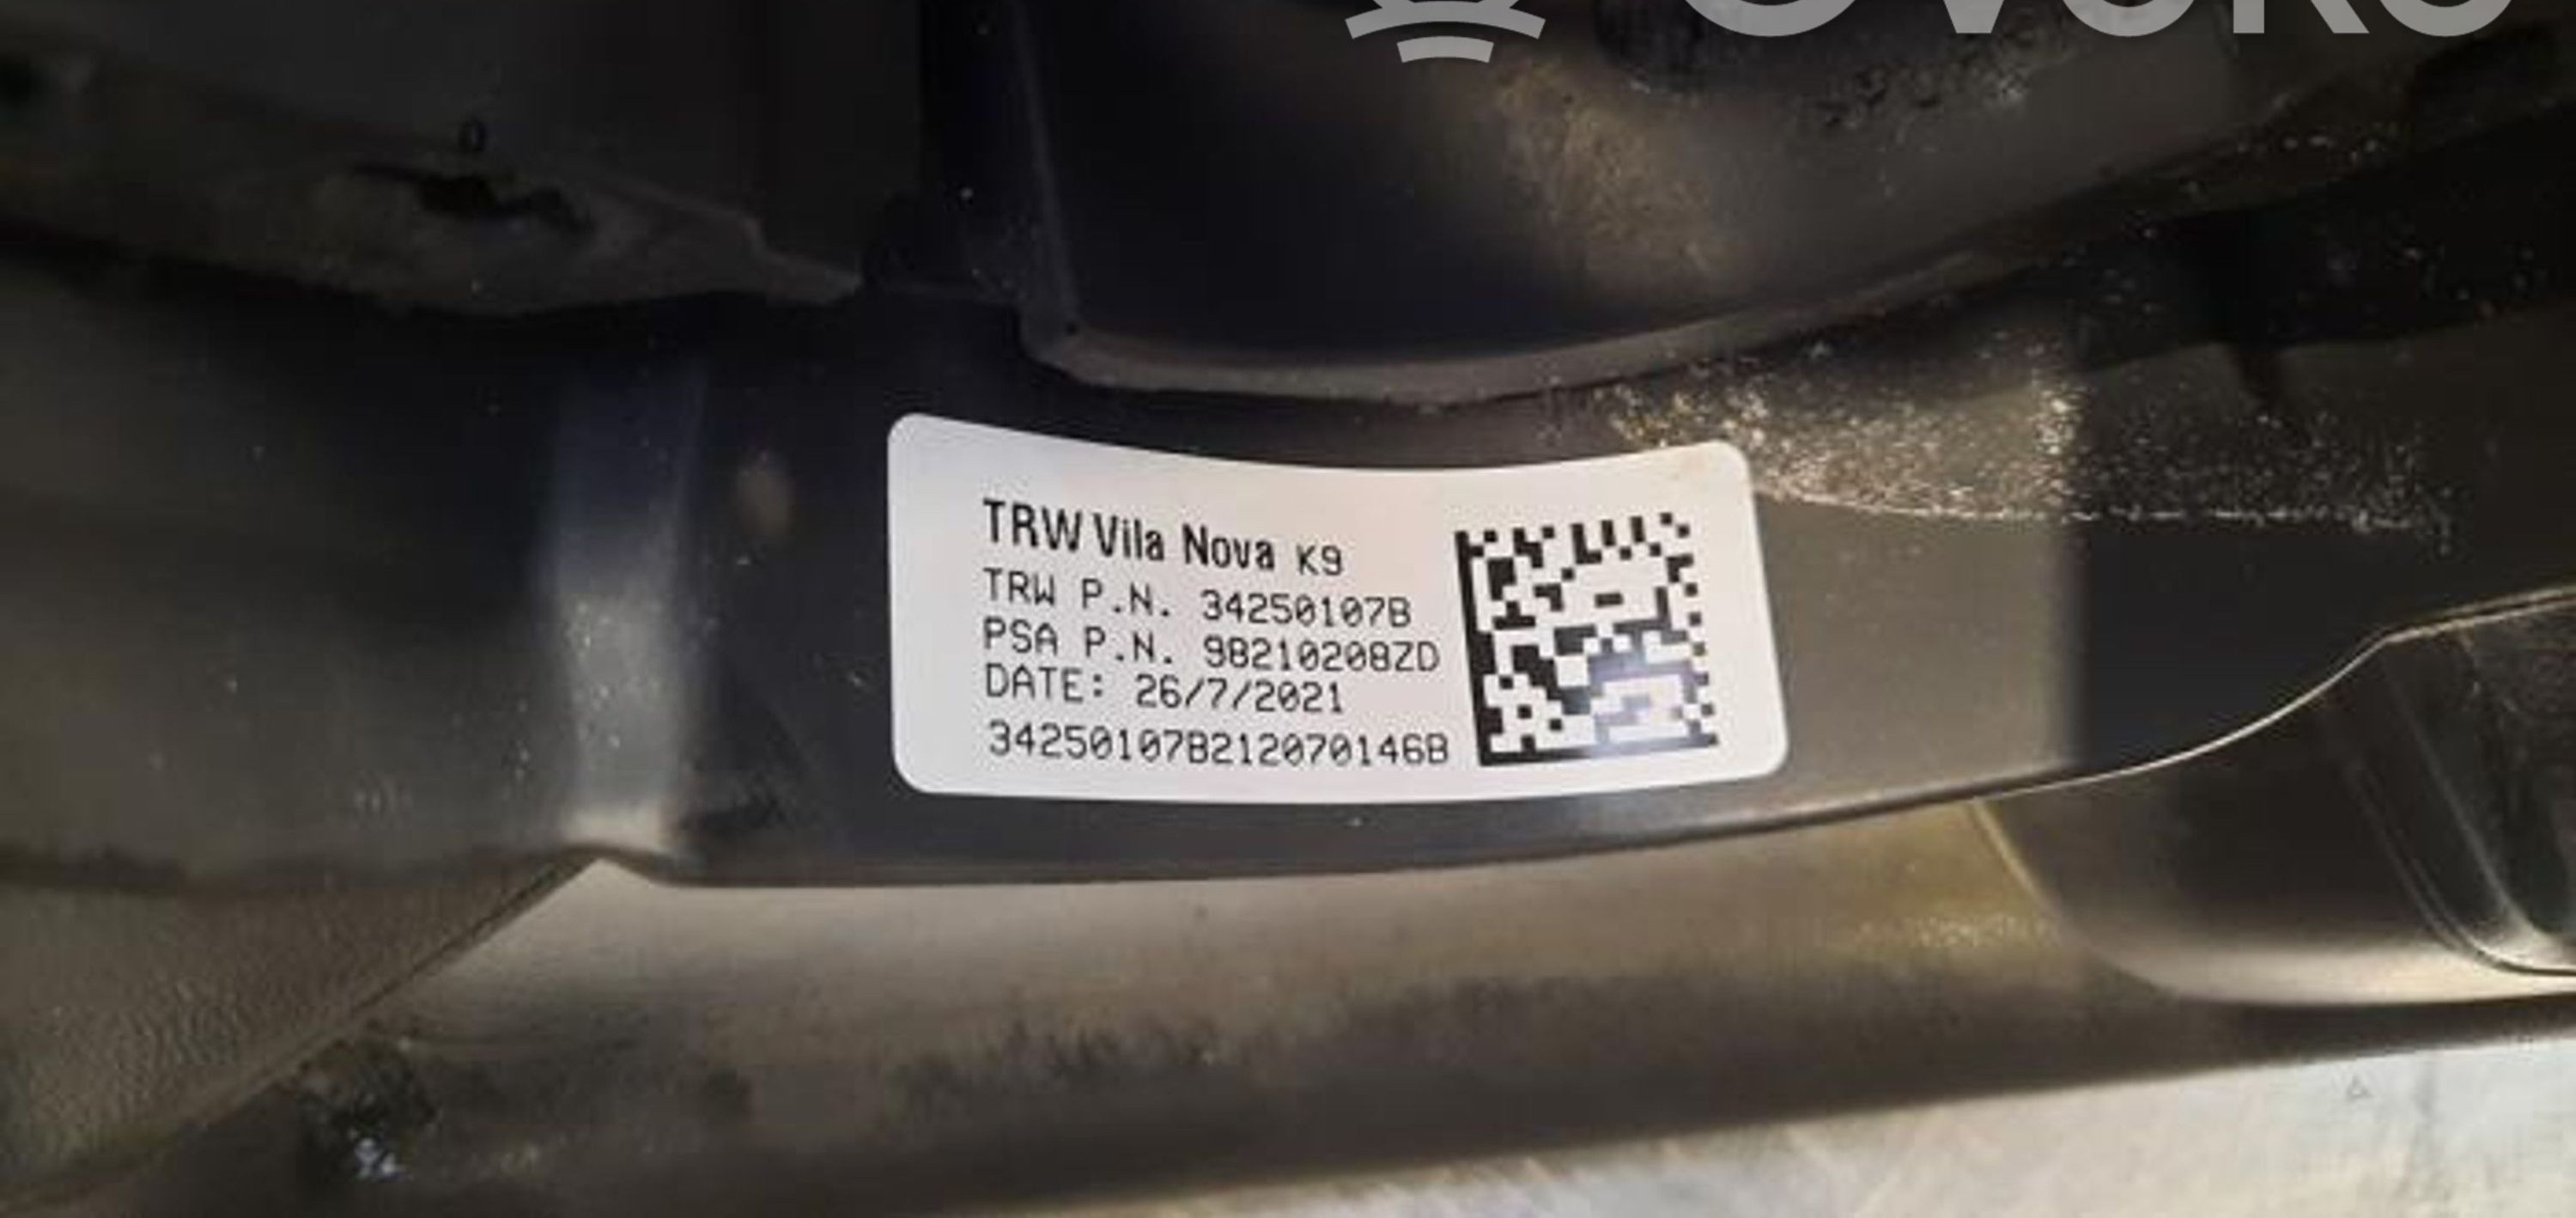 TRW Vila Nova K9
TRW P.N. 34250107B
PSA P.N. 98210208ZD
DATE: 26/7/2021
34250107B212070146B